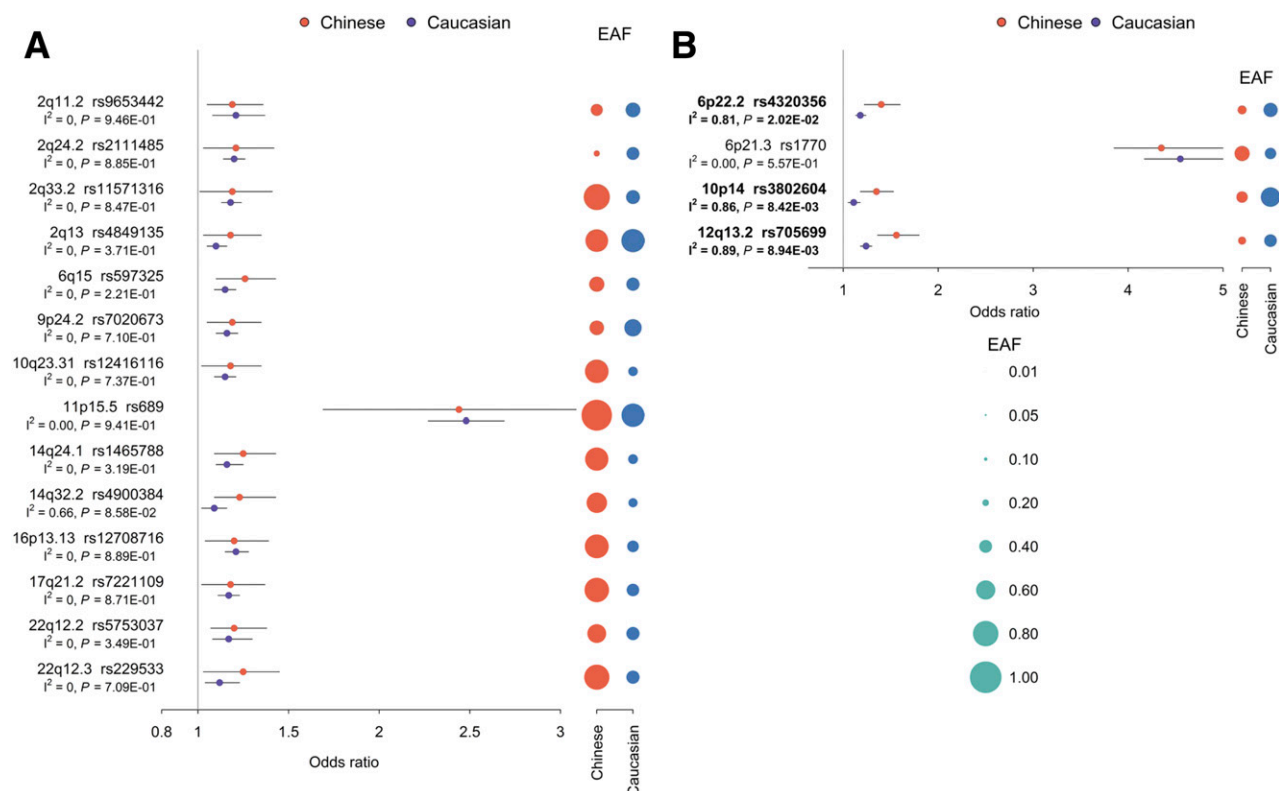 A
Chinese Caucasian
EAF
2q11.2 rs9653442
I² = 0, P = 9.46E-01
2q24.2 rs2111485
I² = 0, P = 8.85E-01
2q33.2 rs11571316
I² = 0, P = 8.47E-01
2q13 rs4849135
I² = 0, P = 3.71E-01
6q15 rs597325
I² = 0, P = 2.21E-01
9p24.2 rs7020673
I² = 0, P = 7.10E-01
10q23.31 rs12416116
I² = 0, P = 7.37E-01
11p15.5 rs689
I² = 0.00, P = 9.41E-01
14q24.1 rs1465788
I² = 0, P = 3.19E-01
14q32.2 rs4900384
I² = 0.66, P = 8.58E-02
16p13.13 rs12708716
I² = 0, P = 8.89E-01
17q21.2 rs7221109
I² = 0, P = 8.71E-01
22q12.2 rs5753037
I² = 0, P = 3.49E-01
22q12.3 rs229533
I² = 0, P = 7.09E-01
0.8 1 1.5 2 2.5 3
Odds ratio
Chinese
Caucasian
B
Chinese Caucasian
EAF
6p22.2 rs4320356
I² = 0.81, P = 2.02E-02
6p21.3 rs1770
I² = 0.00, P = 5.57E-01
10p14 rs3802604
I² = 0.86, P = 8.42E-03
12q13.2 rs705699
I² = 0.89, P = 8.94E-03
1 2 3 4 5
Odds ratio
Chinese
Caucasian
EAF
0.01
0.05
0.10
0.20
0.40
0.60
0.80
1.00